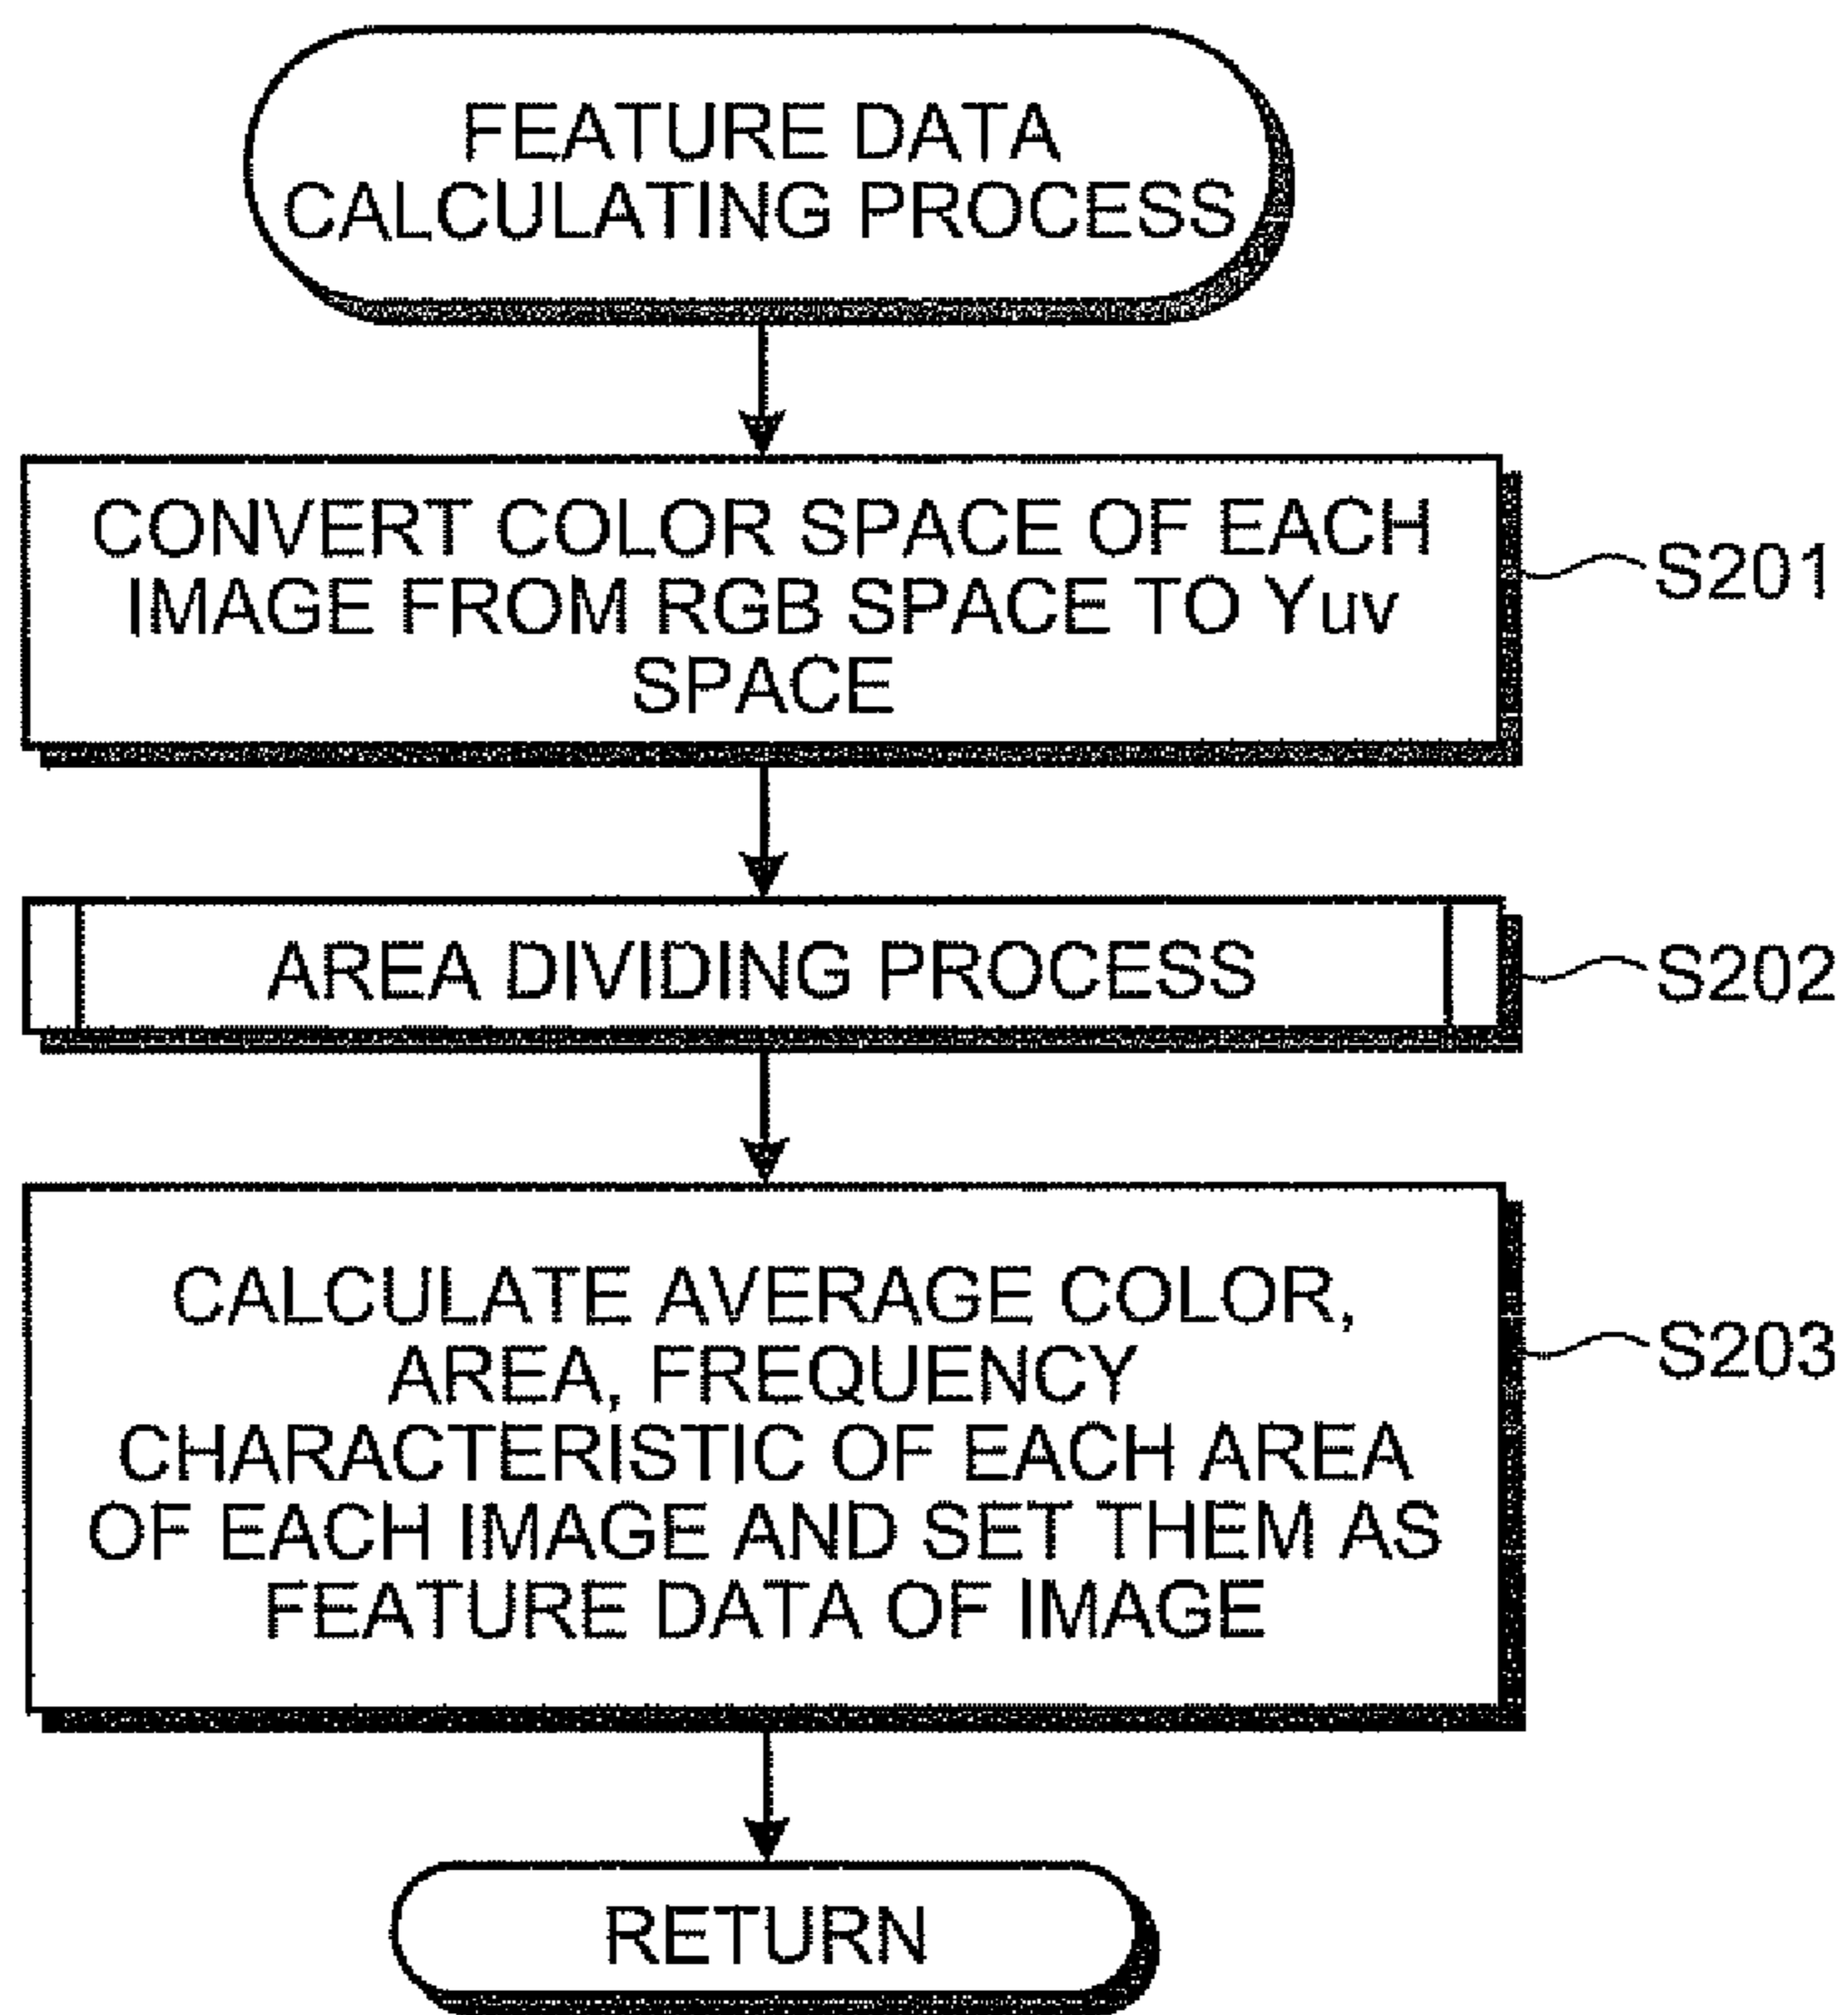 FEATURE DATA
CALCULATING PROCESS
CONVERT COLOR SPACE OF EACH
IMAGE FROM RGB SPACE TO Yuv
SPACE
S201
AREA DIVIDING PROCESS
S202
CALCULATE AVERAGE COLOR,
AREA, FREQUENCY
CHARACTERISTIC OF EACH AREA
OF EACH IMAGE AND SET THEM AS
FEATURE DATA OF IMAGE
S203
RETURN